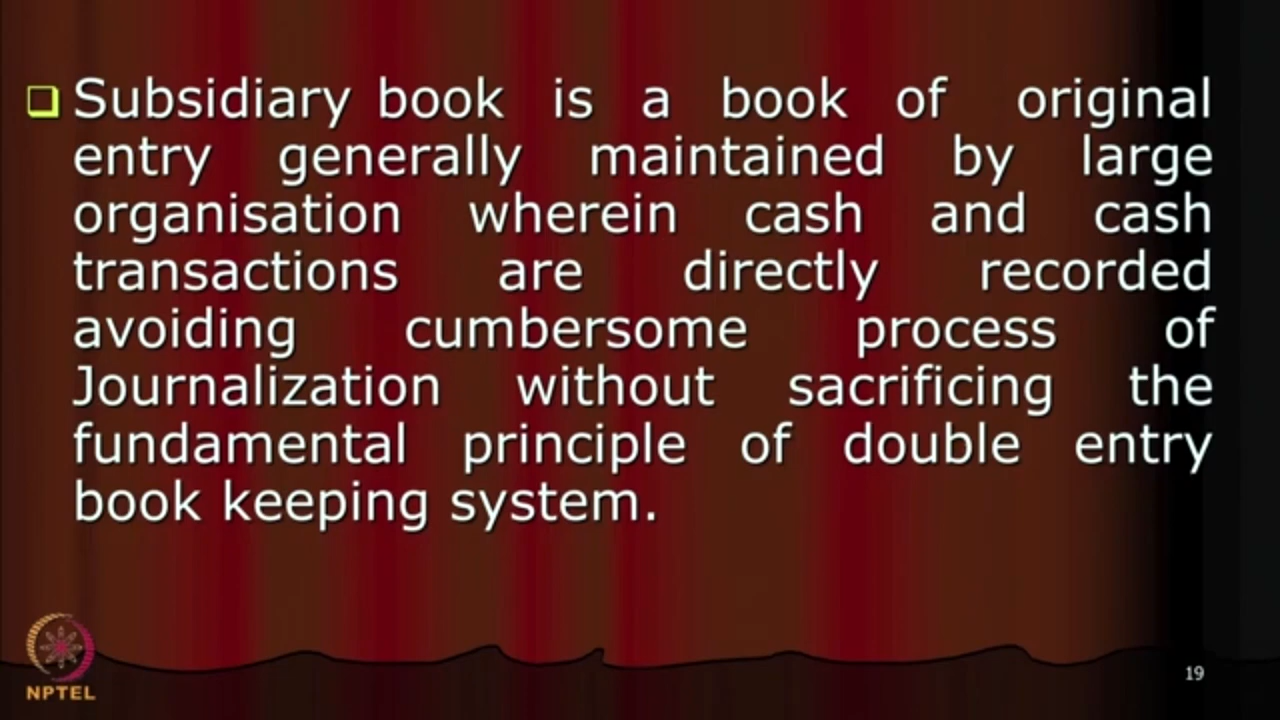 Subsidiary book is a book of original
entry generally maintained by large
organisation wherein cash and cash
transactions are directly recorded
avoiding cumbersome process of
Journalization without sacrificing the
fundamental principle of double entry
book keeping system.
NPTEL
19